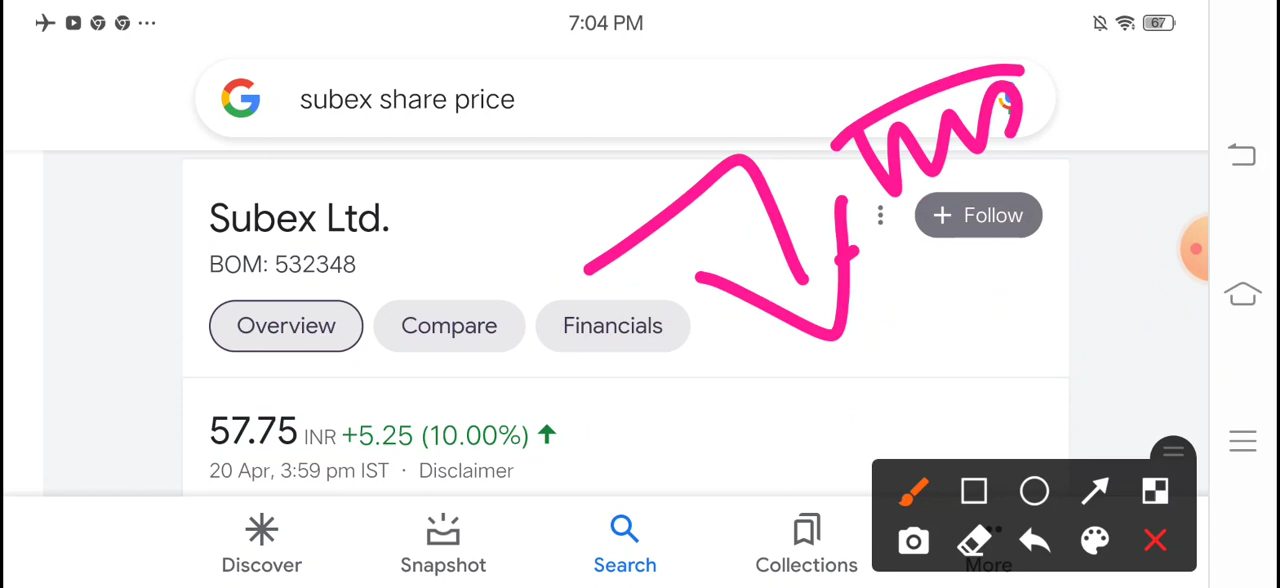 7:04 PM
67
subex share price
Subex Ltd.
+ Follow
BOM: 532348
Overview Compare Financials
57.75 INR +5.25 (10.00%) ↑
20 Apr, 3:59 pm IST · Disclaimer
Discover Snapshot Search Collections More